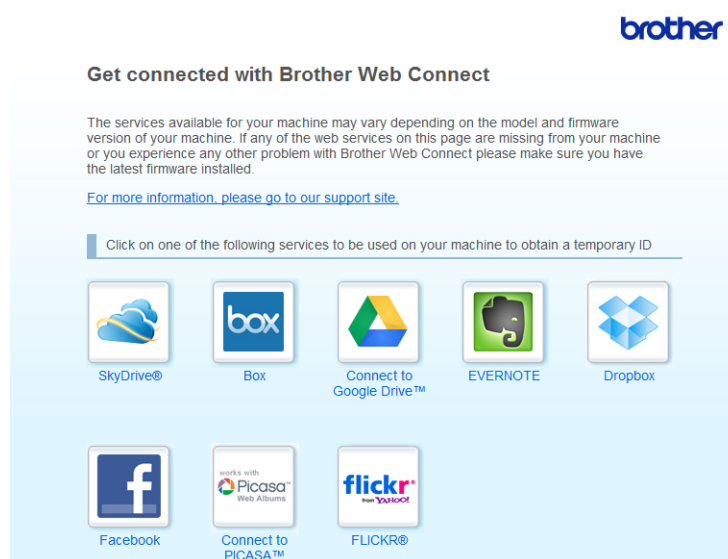 brother
Get connected with Brother Web Connect
The services available for your machine may vary depending on the model and firmware
version of your machine. If any of the web services on this page are missing from your machine
or you experience any other problem with Brother Web Connect please make sure you have
the latest firmware installed.
For more information, please go to our support site.
Click on one of the following services to be used on your machine to obtain a temporary ID
box
SkyDrive®
Box
Connect to
Google Drive™
EVERNOTE
Dropbox
f
works with
Picasa™
Web Albums
flickr
from YAHOO!
Facebook
Connect to
PICASA™
FLICKR®